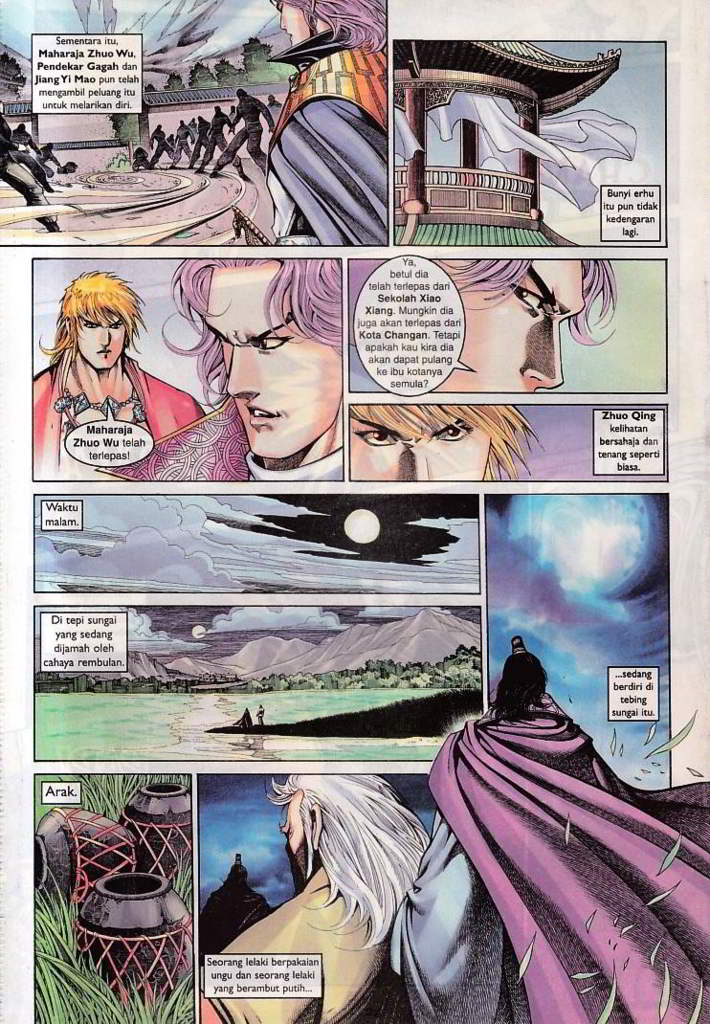 Sementara itu,
Maharaja Zhuo Wu,
Pendekar Gagah dan
Jiang Yi Mao pun telah
mengambil peluang itu
untuk melarikan diri.
Bunyi erhu
itu pun tidak
kedengaran
lagi.
Maharaja
Zhuo Wu telah
terlepas!
Ya,
betul dia
telah terlepas dari
Sekolah Xiao
Xiang. Mungkin dia
juga akan terlepas dari
Kota Changan. Tetapi
apakah kau kira dia
akan dapat pulang
ke ibu kotanya
semula?
Zhuo Qing
kelihatan
bersahaja dan
tenang seperti
biasa.
Waktu
malam.
Di tepi sungai
yang sedang
dijamah oleh
cahaya rembulan.
Arak.
Seorang lelaki berpakaian
ungu dan seorang lelaki
yang berambut putih...
...sedang
berdiri di
tebing
sungai itu.